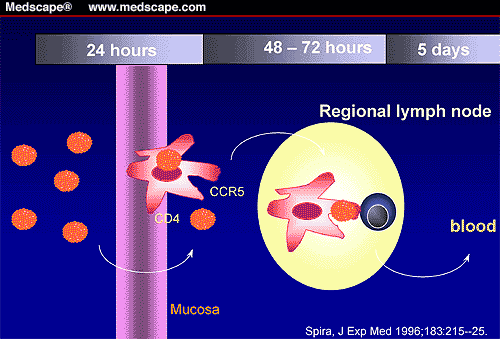 Medscape® www.medscape.com
24 hours
48 – 72 hours
5 days
Regional lymph node
CCR5
CD4
blood
Mucosa
Spira, J Exp Med 1996;183:215--25.